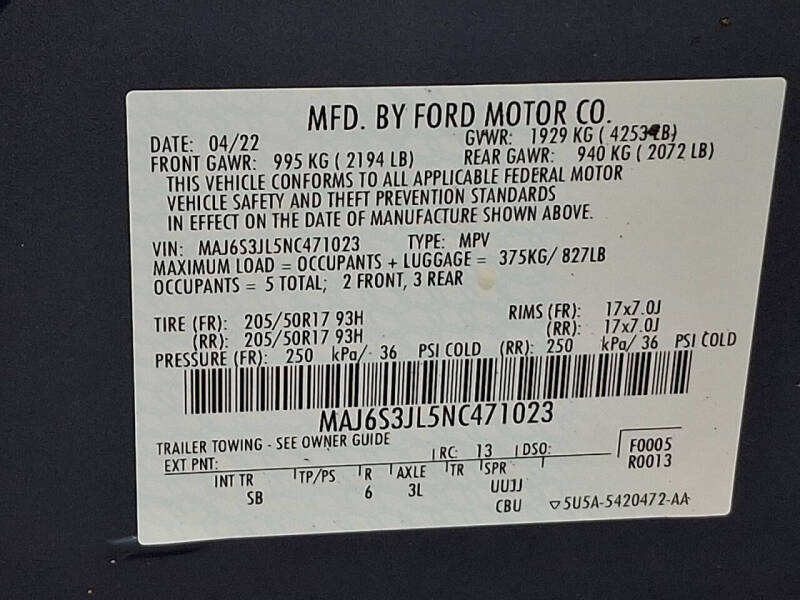 MFD. BY FORD MOTOR CO.
DATE: 04/22 GVWR: 1929 KG ( 4253 LB)
FRONT GAWR: 995 KG ( 2194 LB) REAR GAWR: 940 KG ( 2072 LB)
THIS VEHICLE CONFORMS TO ALL APPLICABLE FEDERAL MOTOR
VEHICLE SAFETY AND THEFT PREVENTION STANDARDS
IN EFFECT ON THE DATE OF MANUFACTURE SHOWN ABOVE.
VIN: MAJ6S3JL5NC471023 TYPE: MPV
MAXIMUM LOAD = OCCUPANTS + LUGGAGE = 375KG/ 827LB
OCCUPANTS = 5 TOTAL; 2 FRONT, 3 REAR
TIRE (FR): 205/50R17 93H RIMS (FR): 17x7.0J
(RR): 205/50R17 93H (RR): 17x7.0J
PRESSURE (FR): 250 kPa/ 36 PSI COLD (RR): 250 kPa/ 36 PSI COLD
MAJ6S3JL5NC471023
TRAILER TOWING - SEE OWNER GUIDE
EXT PNT: RC: 13 DSO: F0005
R0013
INT TR TP/PS R AXLE TR SPR
SB 6 3L UUJJ
CBU 5U5A-5420472-AA